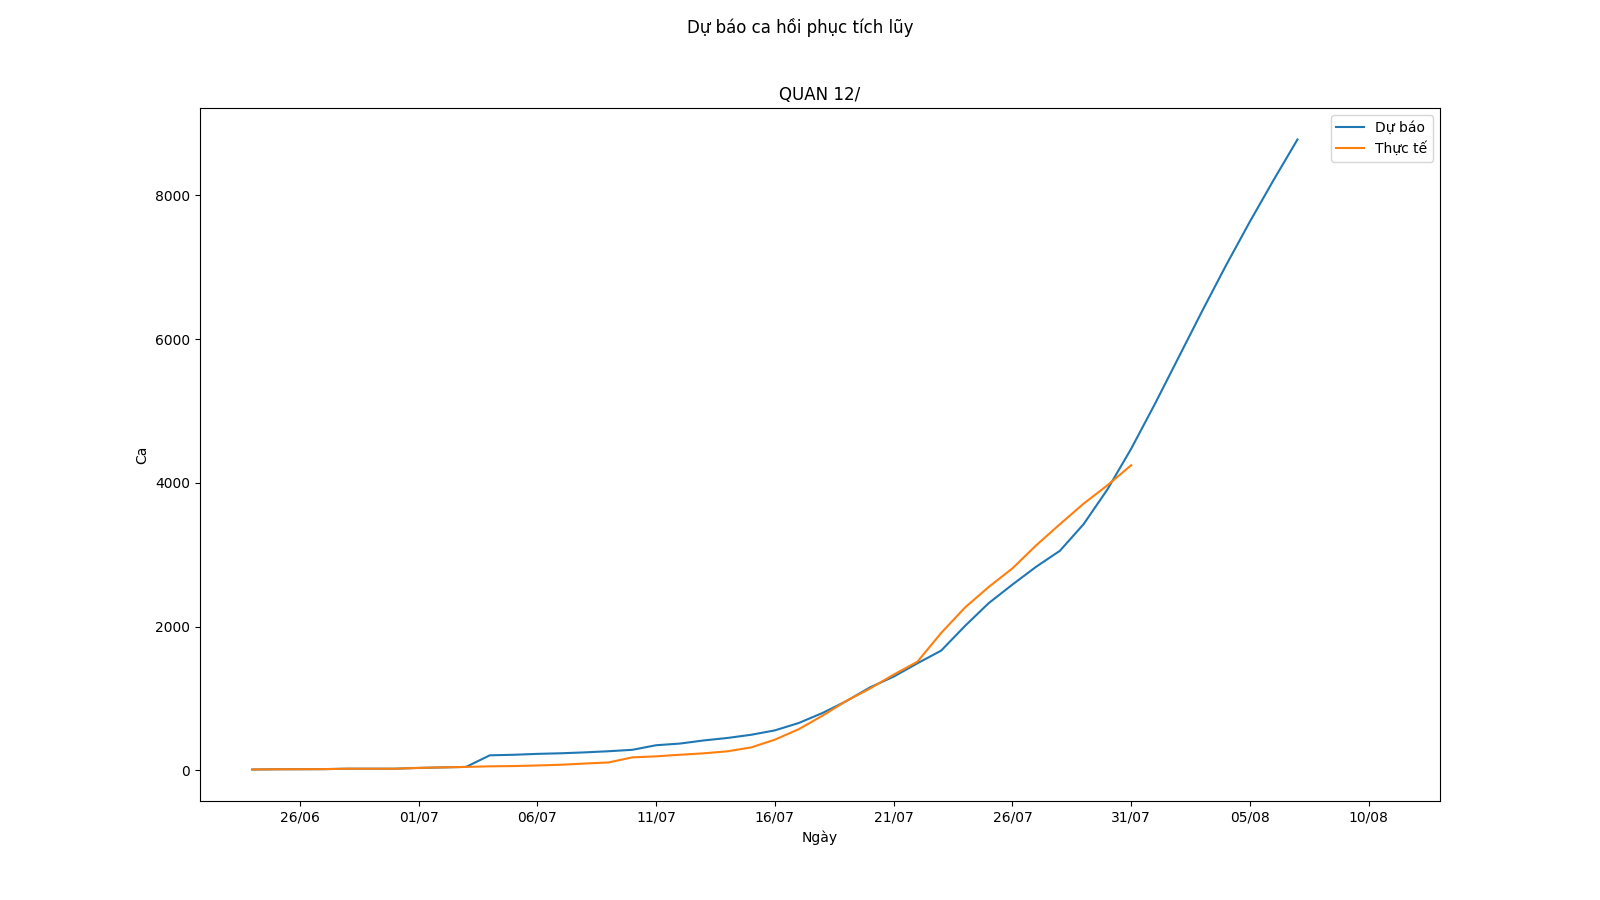 Dự báo ca hồi phục tích lũy
QUAN 12/
Dự báo
Thực tế
8000
6000
4000
2000
0
Ca
26/06 01/07 06/07 11/07 16/07 21/07 26/07 31/07 05/08 10/08
Ngày